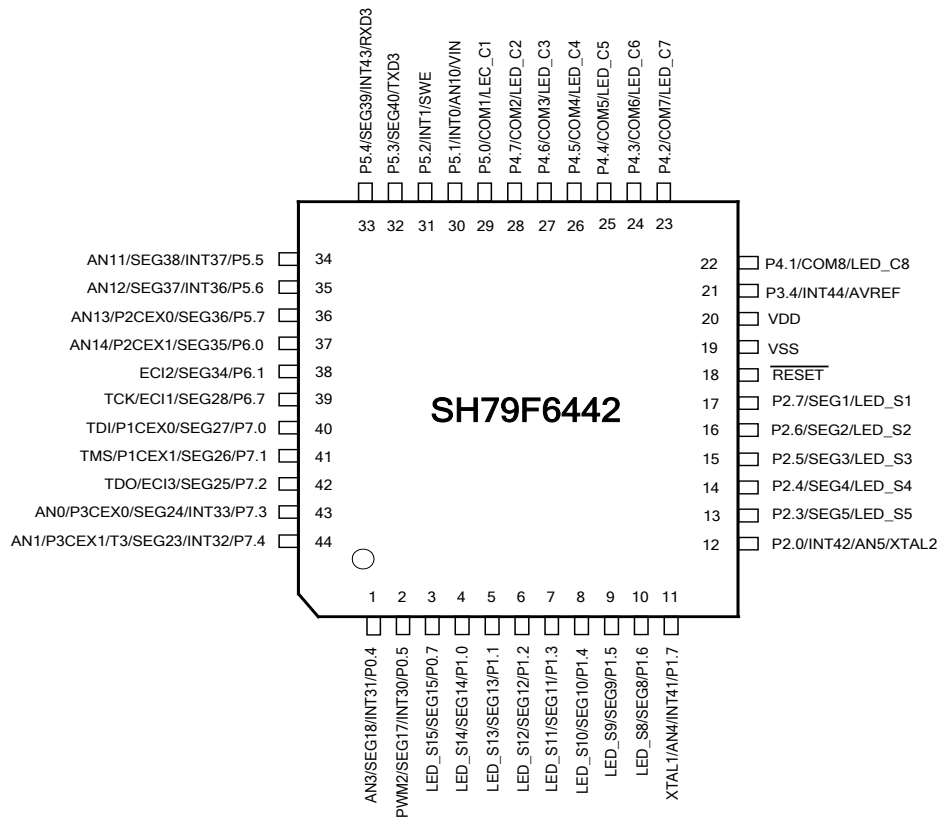 P5.4/SEG39/INT43/RXD3
P5.3/SEG40/TXD3
P5.2/INT1/SWE
P5.1/INT0/AN10/VIN
P5.0/COM1/LEC_C1
P4.7/COM2/LED_C2
P4.6/COM3/LED_C3
P4.5/COM4/LED_C4
P4.4/COM5/LED_C5
P4.3/COM6/LED_C6
P4.2/COM7/LED_C7
33 32 31 30 29 28 27 26 25 24 23
AN11/SEG38/INT37/P5.5 34
AN12/SEG37/INT36/P5.6 35
AN13/P2CEX0/SEG36/P5.7 36
AN14/P2CEX1/SEG35/P6.0 37
ECI2/SEG34/P6.1 38
TCK/ECI1/SEG28/P6.7 39
TDI/P1CEX0/SEG27/P7.0 40
TMS/P1CEX1/SEG26/P7.1 41
TDO/ECI3/SEG25/P7.2 42
AN0/P3CEX0/SEG24/INT33/P7.3 43
AN1/P3CEX1/T3/SEG23/INT32/P7.4 44
SH79F6442
22 P4.1/COM8/LED_C8
21 P3.4/INT44/AVREF
20 VDD
19 VSS
18 RESET
17 P2.7/SEG1/LED_S1
16 P2.6/SEG2/LED_S2
15 P2.5/SEG3/LED_S3
14 P2.4/SEG4/LED_S4
13 P2.3/SEG5/LED_S5
12 P2.0/INT42/AN5/XTAL2
1 2 3 4 5 6 7 8 9 10 11
AN3/SEG18/INT31/P0.4
PWM2/SEG17/INT30/P0.5
LED_S15/SEG15/P0.7
LED_S14/SEG14/P1.0
LED_S13/SEG13/P1.1
LED_S12/SEG12/P1.2
LED_S11/SEG11/P1.3
LED_S10/SEG10/P1.4
LED_S9/SEG9/P1.5
LED_S8/SEG8/P1.6
XTAL1/AN4/INT41/P1.7